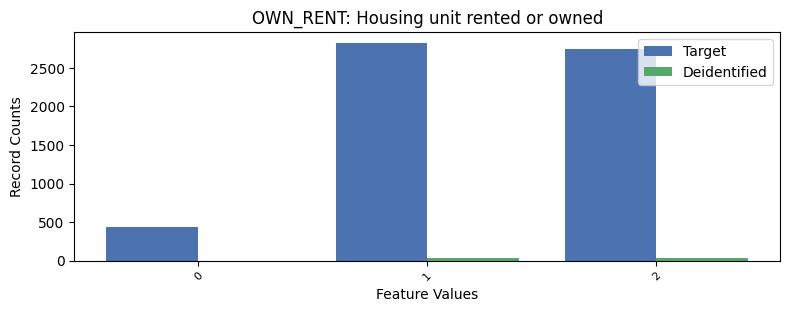 OWN_RENT: Housing unit rented or owned
Target
Deidentified
Record Counts
2500
2000
1500
1000
500
0
0
1
2
Feature Values